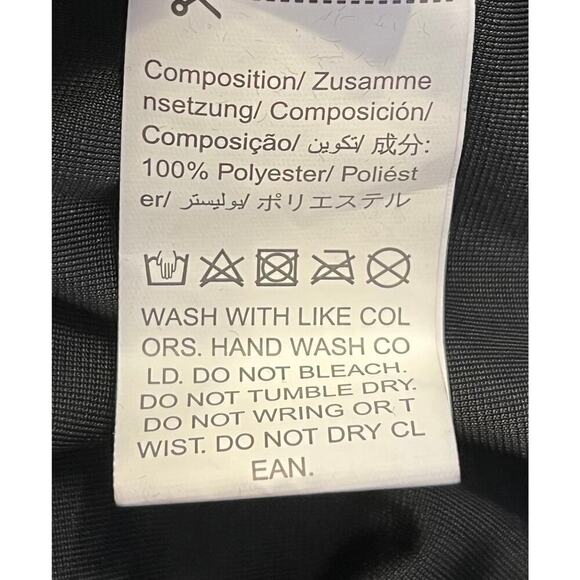 Composition/ Zusamme
nsetzung/ Composición/
Composição/ تكوين/ 成分:
100% Polyester/ Poliést
er/ بوليستر/ ポリエステル
WASH WITH LIKE COL
ORS. HAND WASH CO
LD. DO NOT BLEACH.
DO NOT TUMBLE DRY.
DO NOT WRING OR T
WIST. DO NOT DRY CL
EAN.